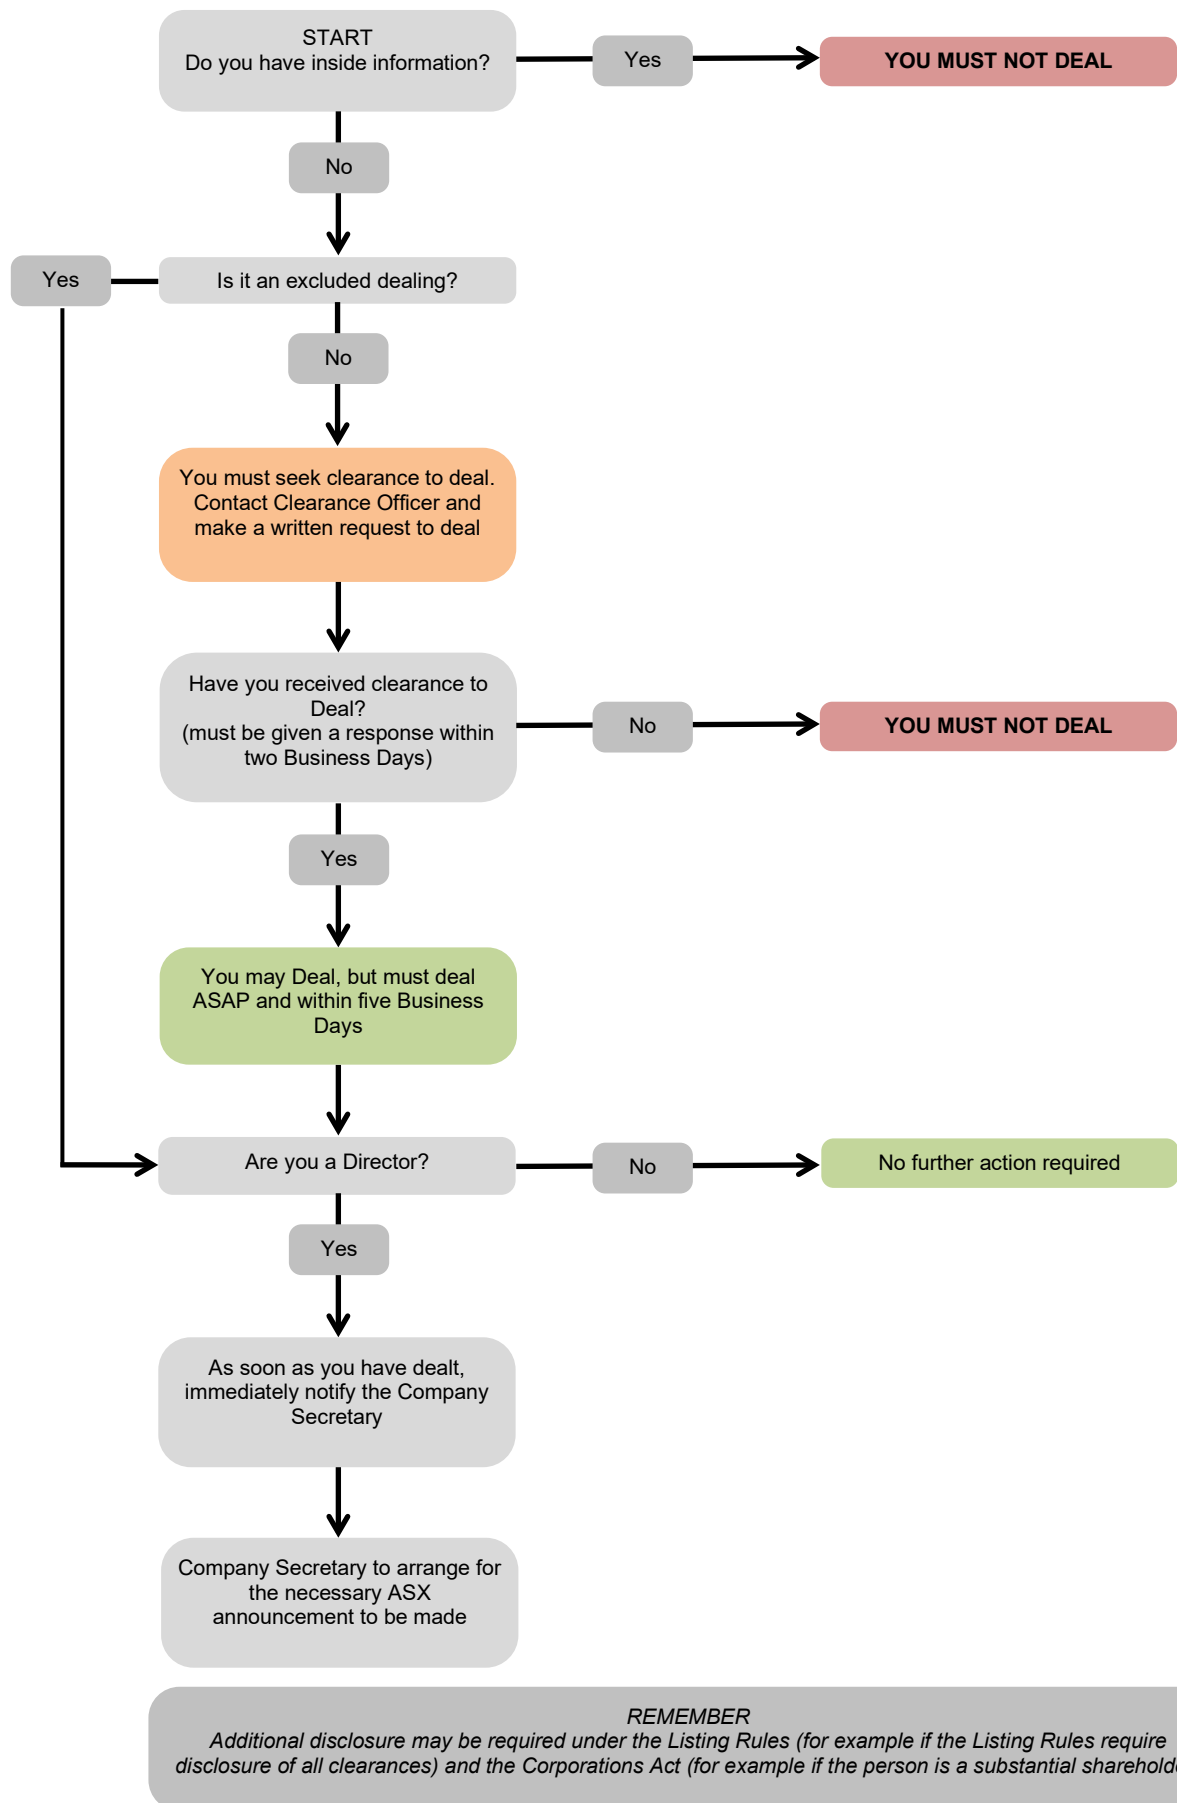 START
Do you have inside information?
Yes
YOU MUST NOT DEAL
No
Yes
Is it an excluded dealing?
No
You must seek clearance to deal.
Contact Clearance Officer and
make a written request to deal
Have you received clearance to
Deal?
(must be given a response within
two Business Days)
No
YOU MUST NOT DEAL
Yes
You may Deal, but must deal
ASAP and within five Business
Days
Are you a Director?
No
No further action required
Yes
As soon as you have dealt,
immediately notify the Company
Secretary
Company Secretary to arrange for
the necessary ASX
announcement to be made
REMEMBER
Additional disclosure may be required under the Listing Rules (for example if the Listing Rules require
disclosure of all clearances) and the Corporations Act (for example if the person is a substantial